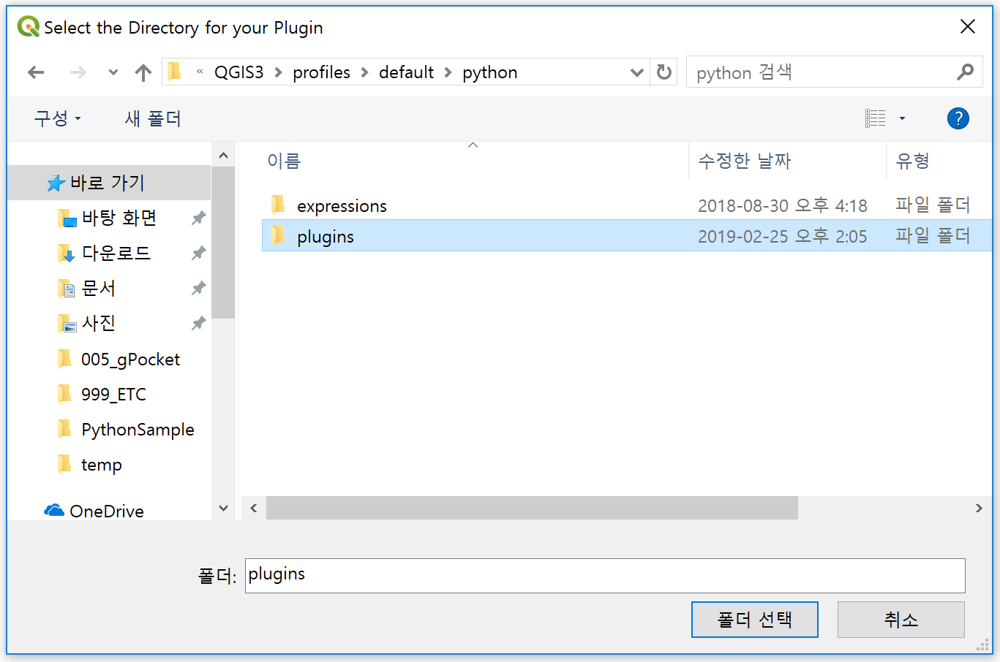 Select the Directory for your Plugin
« QGIS3 > profiles > default > python
python 검색
구성 새 폴더
이름 수정한 날짜 유형
expressions 2018-08-30 오후 4:18 파일 폴더
plugins 2019-02-25 오후 2:05 파일 폴더
바로 가기
바탕 화면
다운로드
문서
사진
005_gPocket
999_ETC
PythonSample
temp
OneDrive
폴더: plugins
폴더 선택 취소